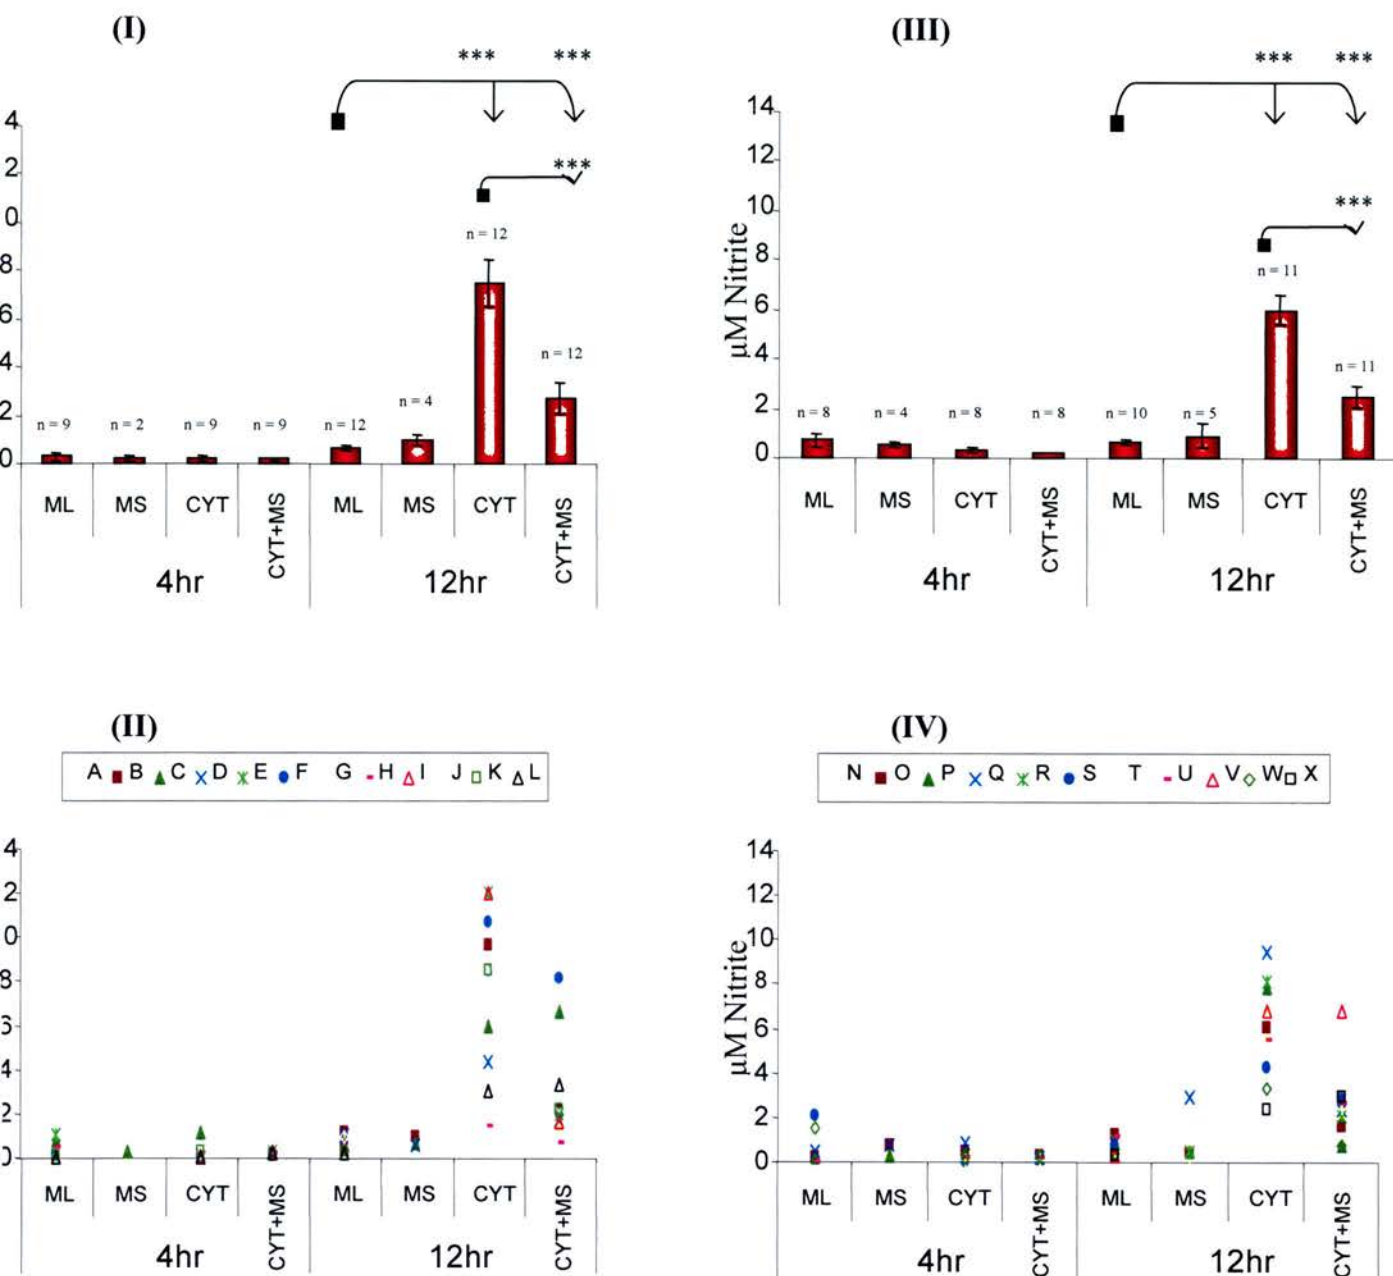 (I)
*** ***
4
2
***
0
n = 12
8
6
n = 12
4
n = 4
2
n = 9 n = 2 n = 9 n = 9 n = 12
0
ML MS CYT CYT+MS ML MS CYT CYT+MS
4hr 12hr
(III)
*** ***
14
12
***
10
n = 11
8
μM Nitrite
6
4
n = 11
n = 8 n = 4 n = 8 n = 8 n = 10 n = 5
2
0
ML MS CYT CYT+MS ML MS CYT CYT+MS
4hr 12hr
(II)
A B C D E F G H I J K L
4
2
0
8
6
4
2
0
ML MS CYT CYT+MS ML MS CYT CYT+MS
4hr 12hr
(IV)
N O P Q R S T U V W X
14
12
10
8
μM Nitrite
6
4
2
0
ML MS CYT CYT+MS ML MS CYT CYT+MS
4hr 12hr